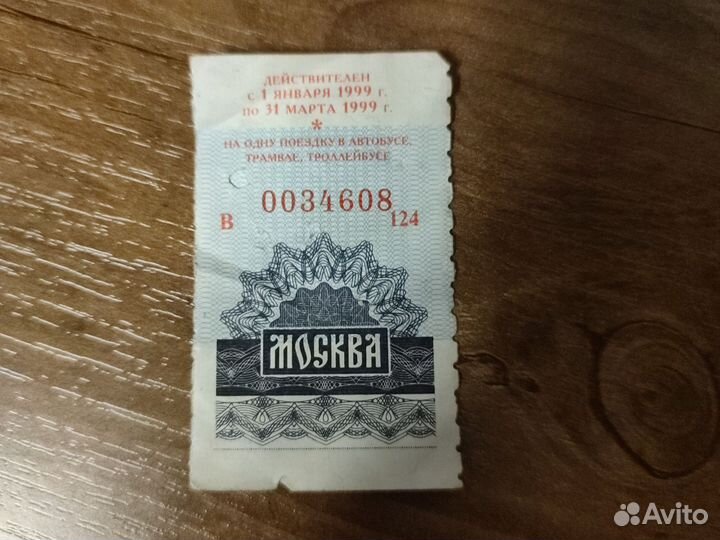 ДЕЙСТВИТЕЛЕН
с 1 ЯНВАРЯ 1999 г.
по 31 МАРТА 1999 г.
*
НА ОДНУ ПОЕЗДКУ В АВТОБУСЕ,
ТРАМВАЕ, ТРОЛЛЕЙБУСЕ
В 0034608 124
МОСКВА
Avito